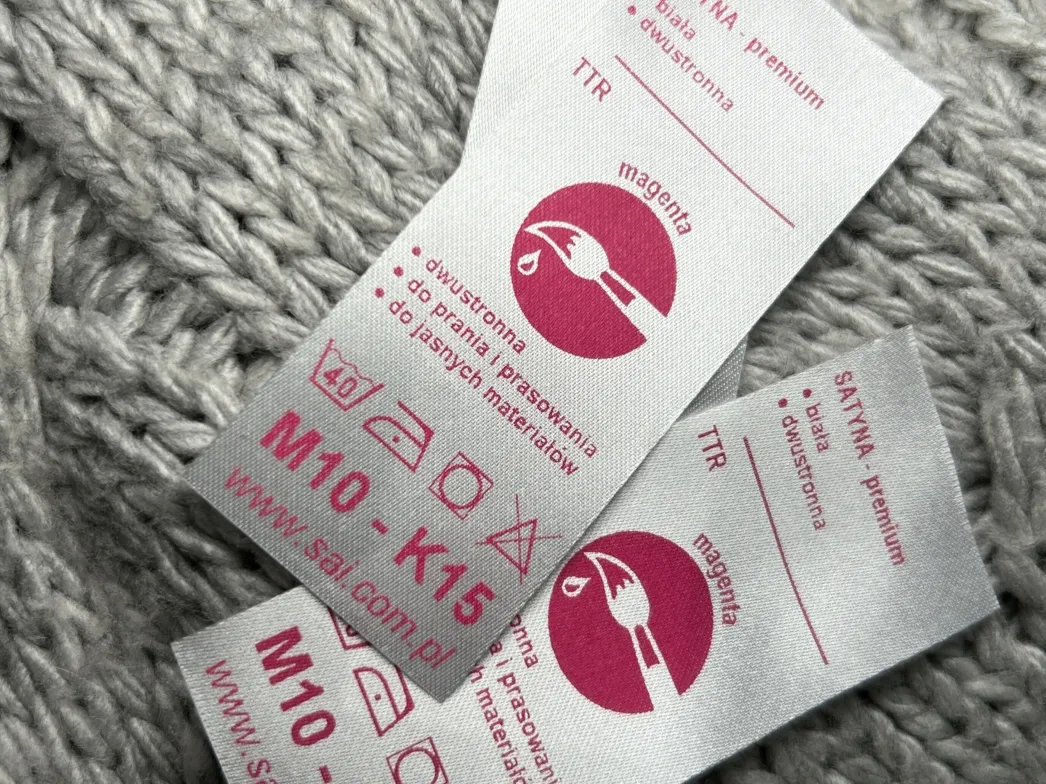 - premium
biała
• dwustronna
TTR
magenta
• dwustronna
• do prania i prasowania
• do jasnych materiałów
40
M10 - K15
www.sai.com.pl
SATYNA - premium
• biała
• dwustronna
TTR
magenta
M10 -